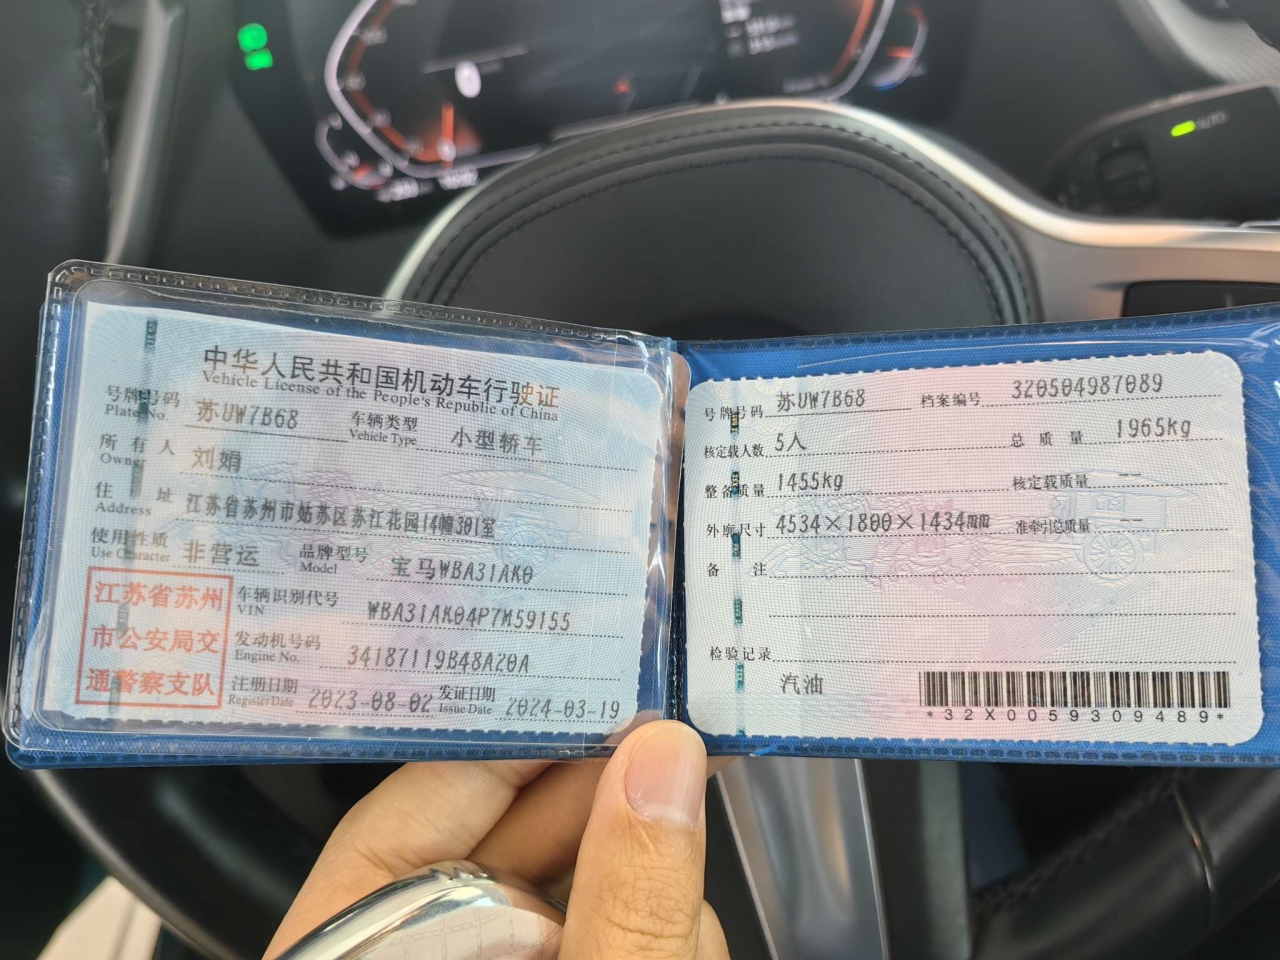 中华人民共和国机动车行驶证
Vehicle License of the People's Republic of China
号牌号码 Plate No. 苏UW7B68 车辆类型 Vehicle Type 小型轿车
所有人 Owner 刘娟
住址 Address 江苏省苏州市姑苏区苏江花园14幢301室
使用性质 Use Character 非营运 品牌型号 Model 宝马WBA31AK0
江苏省苏州
市公安局交
通警察支队
车辆识别代号 VIN WBA31AK04P7M59155
发动机号码 Engine No. 34187119B48A20A
注册日期 Register Date 2023-08-02 发证日期 Issue Date 2024-03-19
号牌号码 苏UW7B68 档案编号 320504987089
核定载人数 5人 总质量 1965kg
整备质量 1455kg 核定载质量 --
外廓尺寸 4534×1800×1434mm 准牵引总质量 --
备注
检验记录
汽油
*32X0059309489*
AUTO